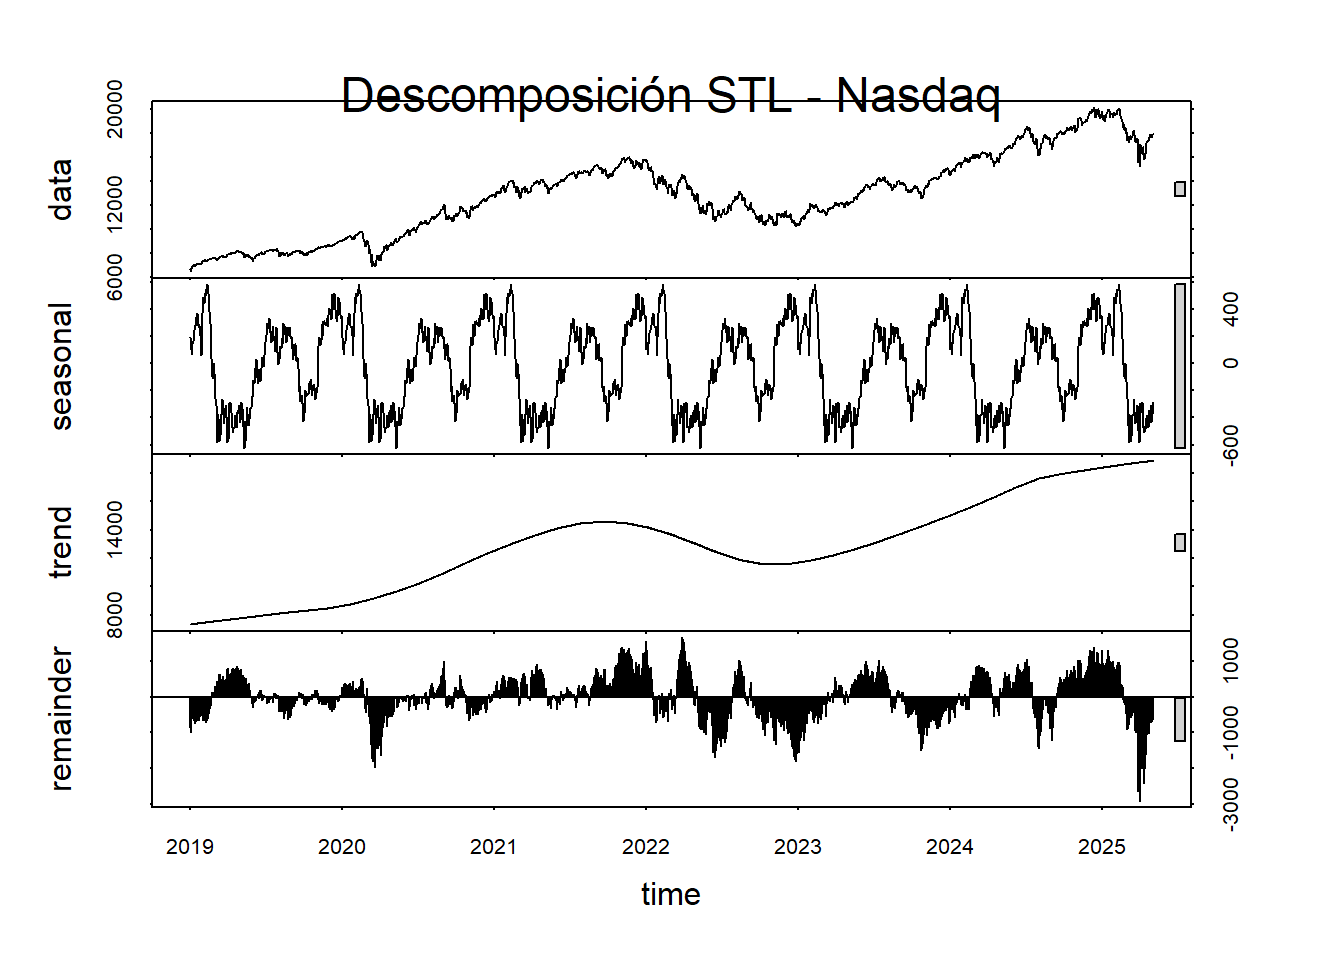 Descomposición STL - Nasdaq
data
6000 12000 20000
seasonal
-600 0 400
trend
8000 14000
remainder
-3000 -1000 1000
2019 2020 2021 2022 2023 2024 2025
time